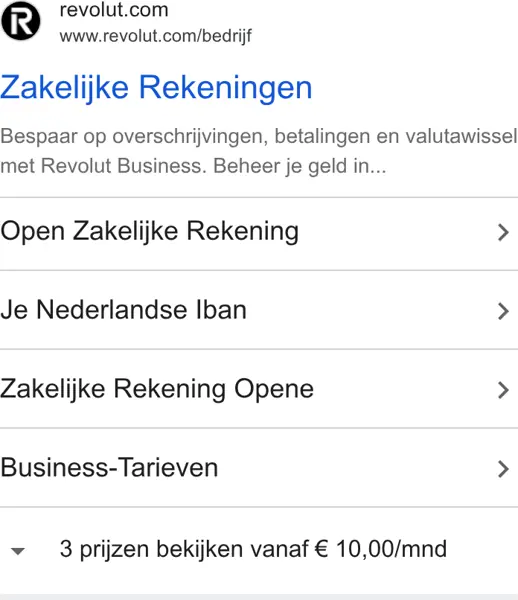 revolut.com
www.revolut.com/bedrijf
Zakelijke Rekeningen
Bespaar op overschrijvingen, betalingen en valutawissel
met Revolut Business. Beheer je geld in...
Open Zakelijke Rekening
Je Nederlandse Iban
Zakelijke Rekening Opene
Business-Tarieven
3 prijzen bekijken vanaf € 10,00/mnd